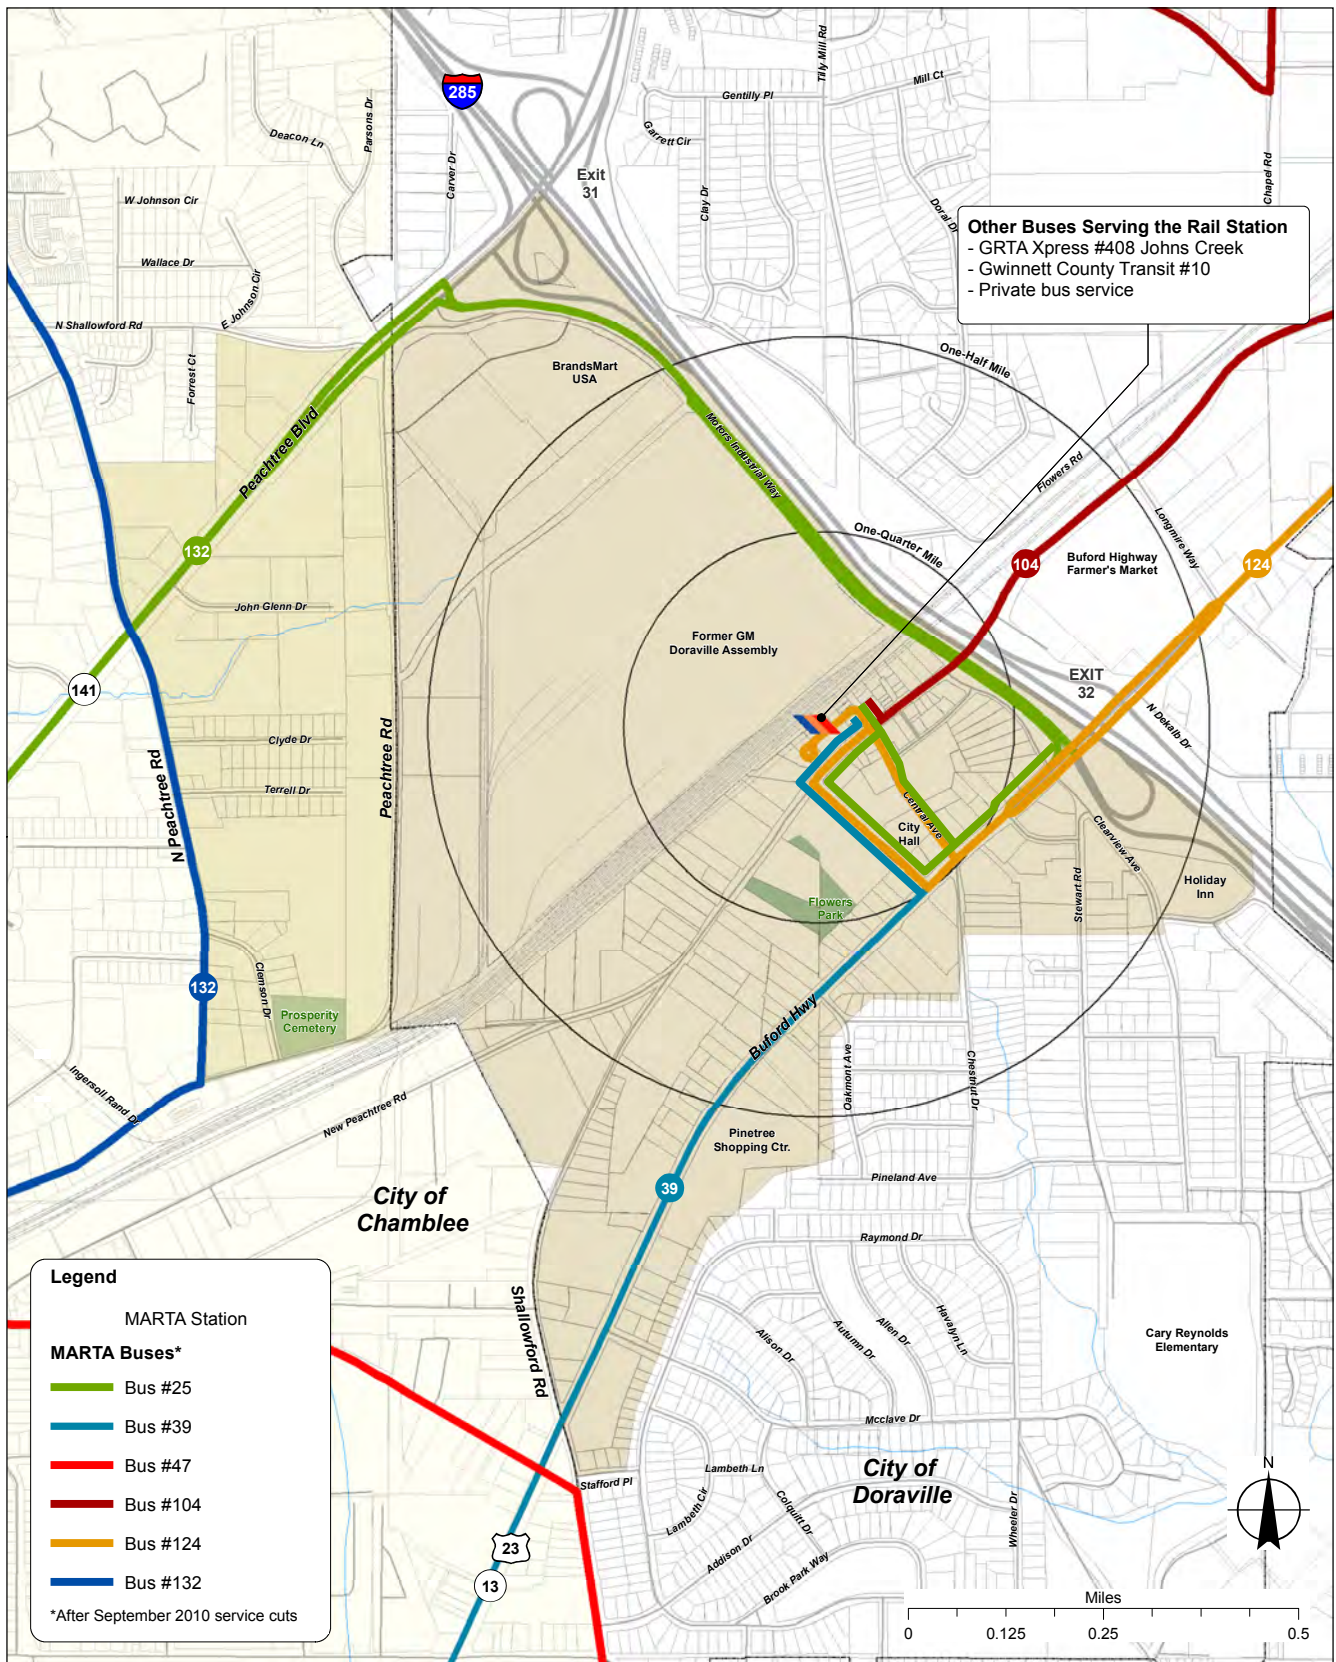 285
Exit
31
Parsons Dr
Deacon Ln
Carver Dr
Gentilly Pl
Garrett Cir
Clay Dr
Tilly Mill Rd
Mill Ct
Doral Dr
Chapel Rd
W Johnson Cir
Wallace Dr
E Johnson Cir
N Shallowford Rd
Forrest Ct
Other Buses Serving the Rail Station
- GRTA Xpress #408 Johns Creek
- Gwinnett County Transit #10
- Private bus service
BrandsMart
USA
One-Half Mile
Peachtree Blvd
Motors Industrial Way
Flowers Rd
Longmire Way
One-Quarter Mile
132
104
Buford Highway
Farmer's Market
124
John Glenn Dr
Former GM
Doraville Assembly
EXIT
32
141
N Dekalb Dr
Clyde Dr
Terrell Dr
N Peachtree Rd
Peachtree Rd
Central Ave
City
Hall
Clearview Ave
Stewart Rd
Holiday
Inn
Flowers
Park
Clemson Dr
132
Prosperity
Cemetery
Buford Hwy
Ingersoll Rand Dr
New Peachtree Rd
Oakmont Ave
Chestnut Dr
Pinetree
Shopping Ctr.
Pineland Ave
39
City of
Chamblee
Raymond Dr
Shallowford Rd
Alison Dr
Autumn Dr
Allen Dr
Havalyn Ln
Cary Reynolds
Elementary
Mcclave Dr
Stafford Pl
Lambeth Ln
Lambeth Cir
Colquitt Dr
City of
Doraville
Addison Dr
Brook Park Way
Wheeler Dr
23
13
N
Legend
MARTA Station
MARTA Buses*
Bus #25
Bus #39
Bus #47
Bus #104
Bus #124
Bus #132
*After September 2010 service cuts
Miles
0 0.125 0.25 0.5